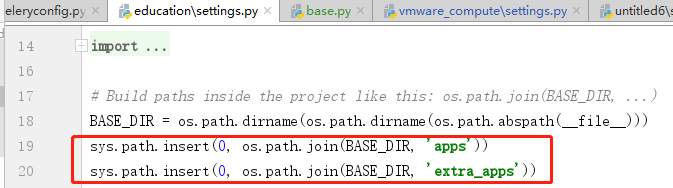 eleryconfig.py education\settings.py base.py vmware_compute\settings.py untitled6\s
14 import ...
16
17 # Build paths inside the project like this: os.path.join(BASE_DIR, ...)
18 BASE_DIR = os.path.dirname(os.path.dirname(os.path.abspath(__file__)))
19 sys.path.insert(0, os.path.join(BASE_DIR, 'apps'))
20 sys.path.insert(0, os.path.join(BASE_DIR, 'extra_apps'))